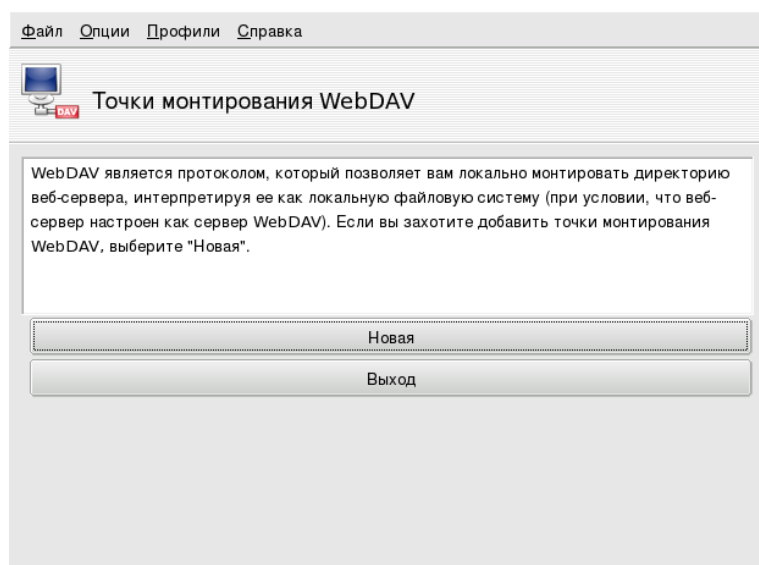 Файл Опции Профили Справка
DAV
Точки монтирования WebDAV
WebDAV является протоколом, который позволяет вам локально монтировать директорию
веб-сервера, интерпретируя ее как локальную файловую систему (при условии, что веб-
сервер настроен как сервер WebDAV). Если вы захотите добавить точки монтирования
WebDAV, выберите "Новая".
Новая
Выход